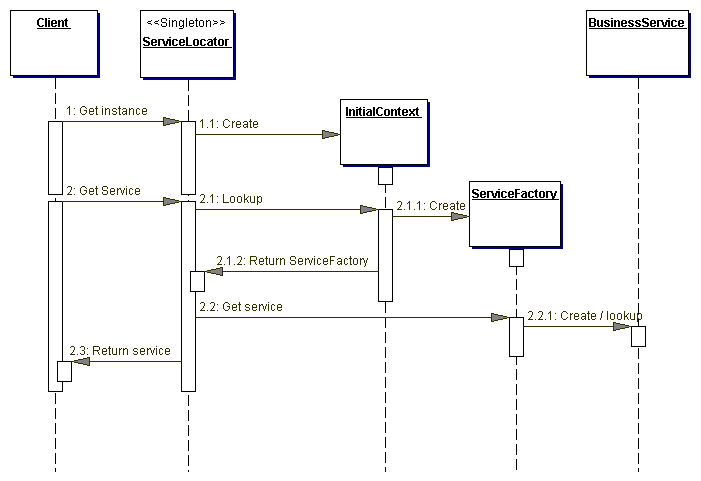 Client
<<Singleton>>
ServiceLocator
BusinessService
1: Get instance
1.1: Create
InitialContext
2: Get Service
2.1: Lookup
2.1.1: Create
ServiceFactory
2.1.2: Return ServiceFactory
2.2: Get service
2.2.1: Create / lookup
2.3: Return service